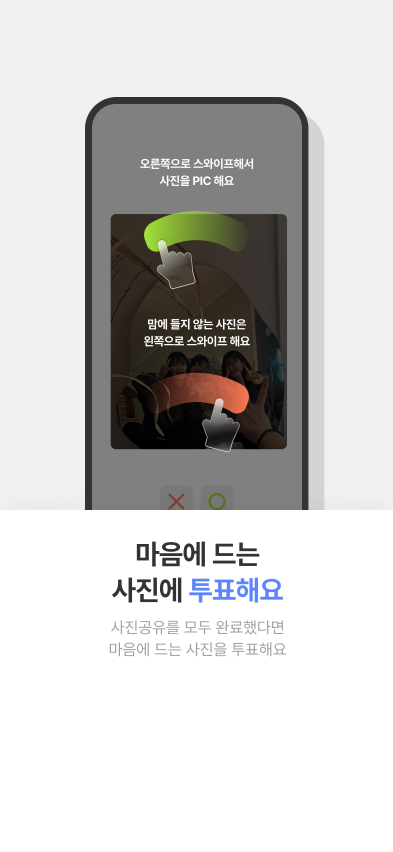 오른쪽으로 스와이프해서
사진을 PIC 해요
맘에 들지 않는 사진은
왼쪽으로 스와이프 해요
마음에 드는
사진에 투표해요
사진공유를 모두 완료했다면
마음에 드는 사진을 투표해요